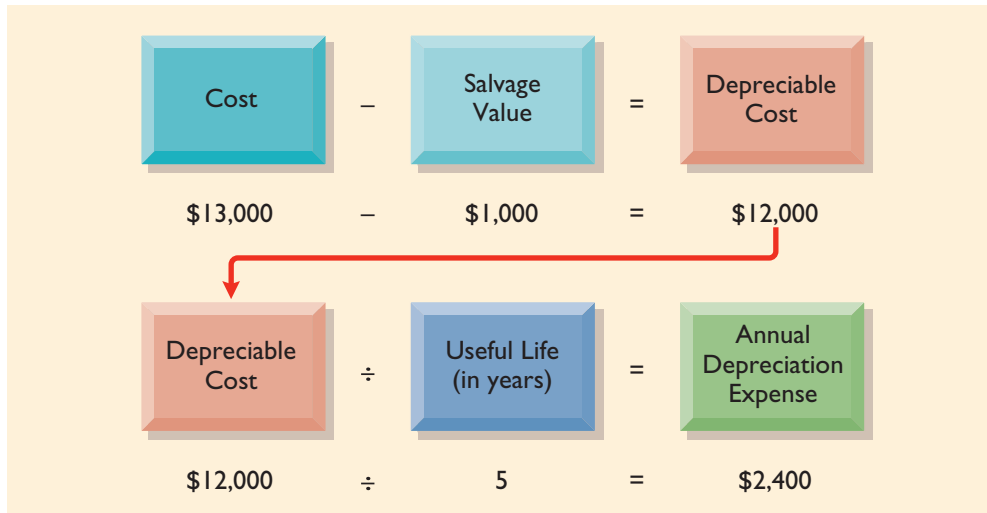 Cost – Salvage Value = Depreciable Cost
$13,000 – $1,000 = $12,000
Depreciable Cost ÷ Useful Life (in years) = Annual Depreciation Expense
$12,000 ÷ 5 = $2,400